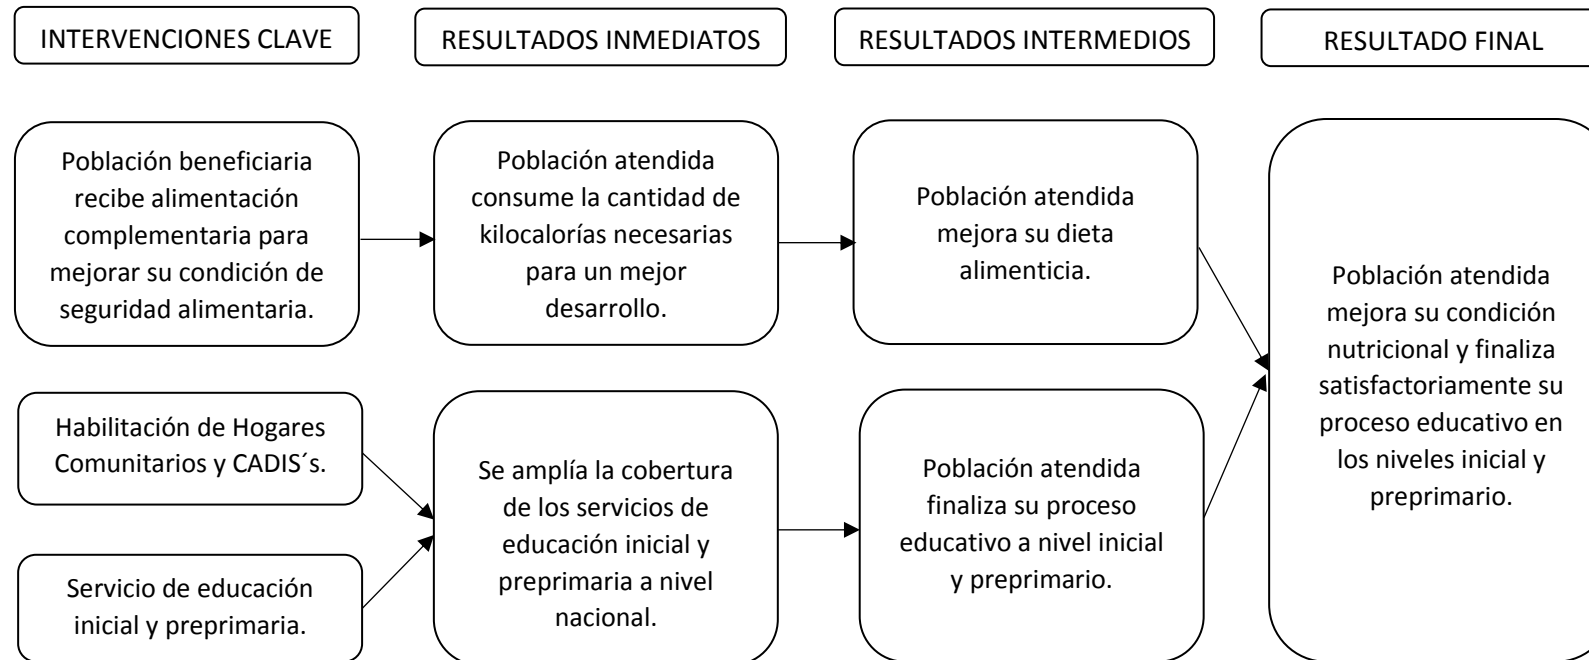 INTERVENCIONES CLAVE
RESULTADOS INMEDIATOS
RESULTADOS INTERMEDIOS
RESULTADO FINAL
Población beneficiaria
recibe alimentación
complementaria para
mejorar su condición de
seguridad alimentaria.
Población atendida
consume la cantidad de
kilocalorías necesarias
para un mejor
desarrollo.
Población atendida
mejora su dieta
alimenticia.
Población atendida
mejora su condición
nutricional y finaliza
satisfactoriamente su
proceso educativo en
los niveles inicial y
preprimario.
Habilitación de Hogares
Comunitarios y CADIS´s.
Servicio de educación
inicial y preprimaria.
Se amplía la cobertura
de los servicios de
educación inicial y
preprimaria a nivel
nacional.
Población atendida
finaliza su proceso
educativo a nivel inicial
y preprimario.